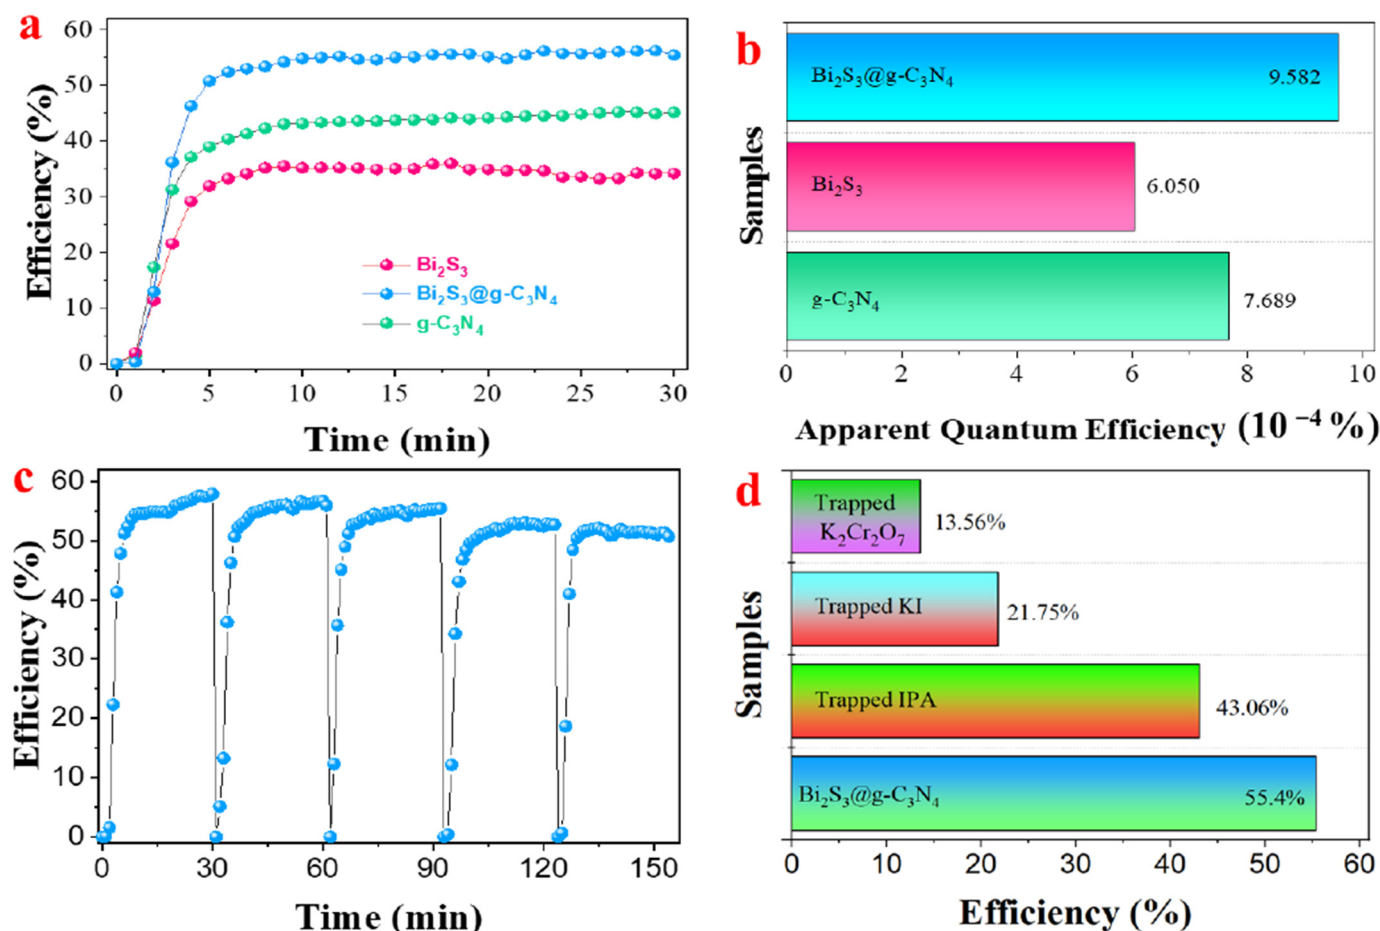 a
60
50
40
30
20
10
0
Efficiency (%)
Bi₂S₃
Bi₂S₃@g-C₃N₄
g-C₃N₄
0 5 10 15 20 25 30
Time (min)
b
Samples
Bi₂S₃@g-C₃N₄ 9.582
Bi₂S₃ 6.050
g-C₃N₄ 7.689
0 2 4 6 8 10
Apparent Quantum Efficiency (10 ⁻⁴ %)
c
60
50
40
30
20
10
0
Efficiency (%)
0 30 60 90 120 150
Time (min)
d
Samples
Trapped
K₂Cr₂O₇
13.56%
Trapped KI 21.75%
Trapped IPA 43.06%
Bi₂S₃@g-C₃N₄ 55.4%
0 10 20 30 40 50 60
Efficiency (%)